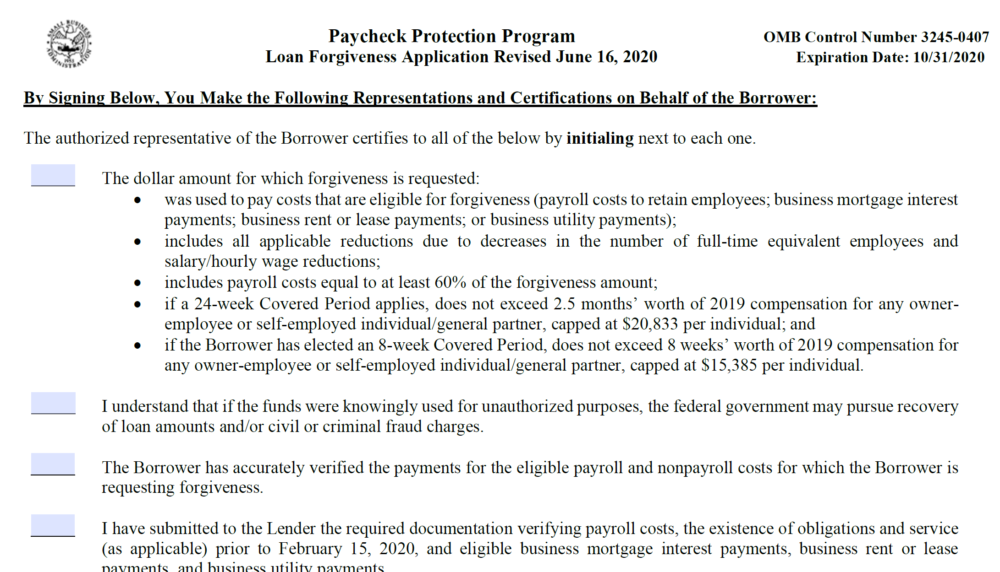 SMALL BUSINESS
ADMINISTRATION
1953
Paycheck Protection Program
OMB Control Number 3245-0407
Loan Forgiveness Application Revised June 16, 2020
Expiration Date: 10/31/2020
By Signing Below, You Make the Following Representations and Certifications on Behalf of the Borrower:
The authorized representative of the Borrower certifies to all of the below by initialing next to each one.
The dollar amount for which forgiveness is requested:
• was used to pay costs that are eligible for forgiveness (payroll costs to retain employees; business mortgage interest
payments; business rent or lease payments; or business utility payments);
• includes all applicable reductions due to decreases in the number of full-time equivalent employees and
salary/hourly wage reductions;
• includes payroll costs equal to at least 60% of the forgiveness amount;
• if a 24-week Covered Period applies, does not exceed 2.5 months’ worth of 2019 compensation for any owner-
employee or self-employed individual/general partner, capped at $20,833 per individual; and
• if the Borrower has elected an 8-week Covered Period, does not exceed 8 weeks’ worth of 2019 compensation for
any owner-employee or self-employed individual/general partner, capped at $15,385 per individual.
I understand that if the funds were knowingly used for unauthorized purposes, the federal government may pursue recovery
of loan amounts and/or civil or criminal fraud charges.
The Borrower has accurately verified the payments for the eligible payroll and nonpayroll costs for which the Borrower is
requesting forgiveness.
I have submitted to the Lender the required documentation verifying payroll costs, the existence of obligations and service
(as applicable) prior to February 15, 2020, and eligible business mortgage interest payments, business rent or lease
payments, and business utility payments.